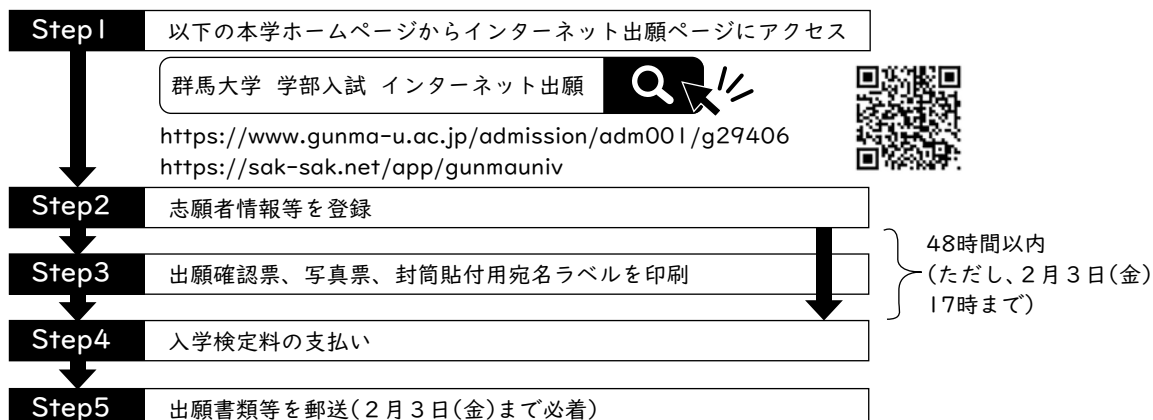 Step1 以下の本学ホームページからインターネット出願ページにアクセス
群馬大学 学部入試 インターネット出願
https://www.gunma-u.ac.jp/admission/adm001/g29406
https://sak-sak.net/app/gunmauniv
Step2 志願者情報等を登録
Step3 出願確認票、写真票、封筒貼付用宛名ラベルを印刷
48時間以内
(ただし、2月3日(金)
17時まで)
Step4 入学検定料の支払い
Step5 出願書類等を郵送(2月3日(金)まで必着)